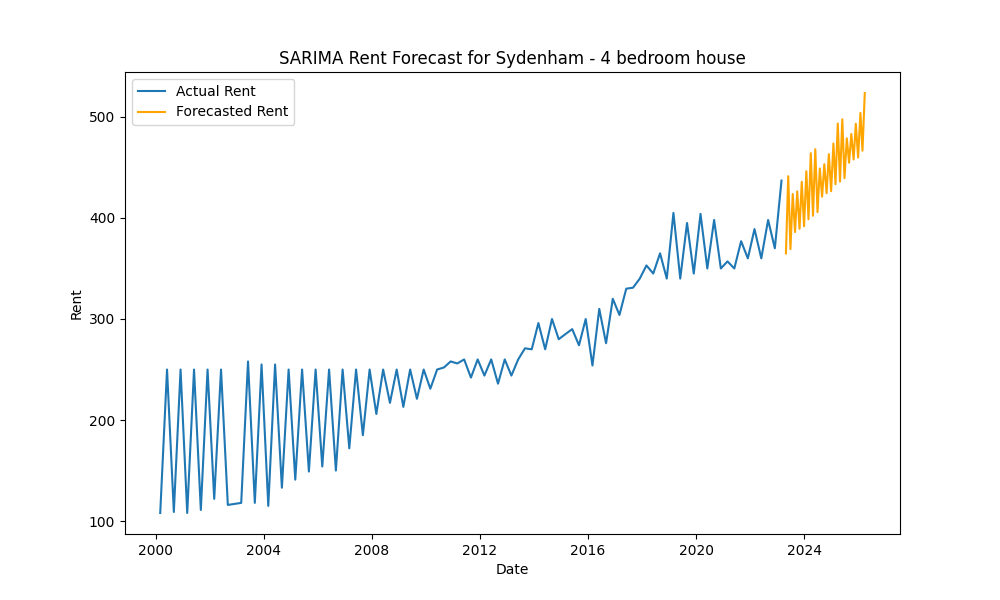 SARIMA Rent Forecast for Sydenham - 4 bedroom house
Actual Rent
Forecasted Rent
500
400
300
200
100
Rent
2000 2004 2008 2012 2016 2020 2024
Date